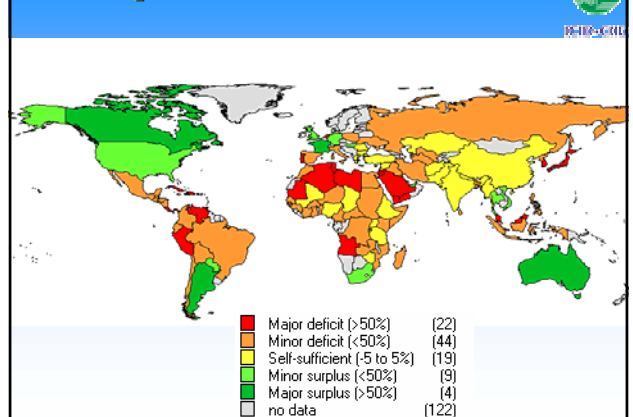 Major deficit (>50%) (22)
Minor deficit (<50%) (44)
Self-sufficient (-5 to 5%) (19)
Minor surplus (<50%) (9)
Major surplus (>50%) (4)
no data (122)